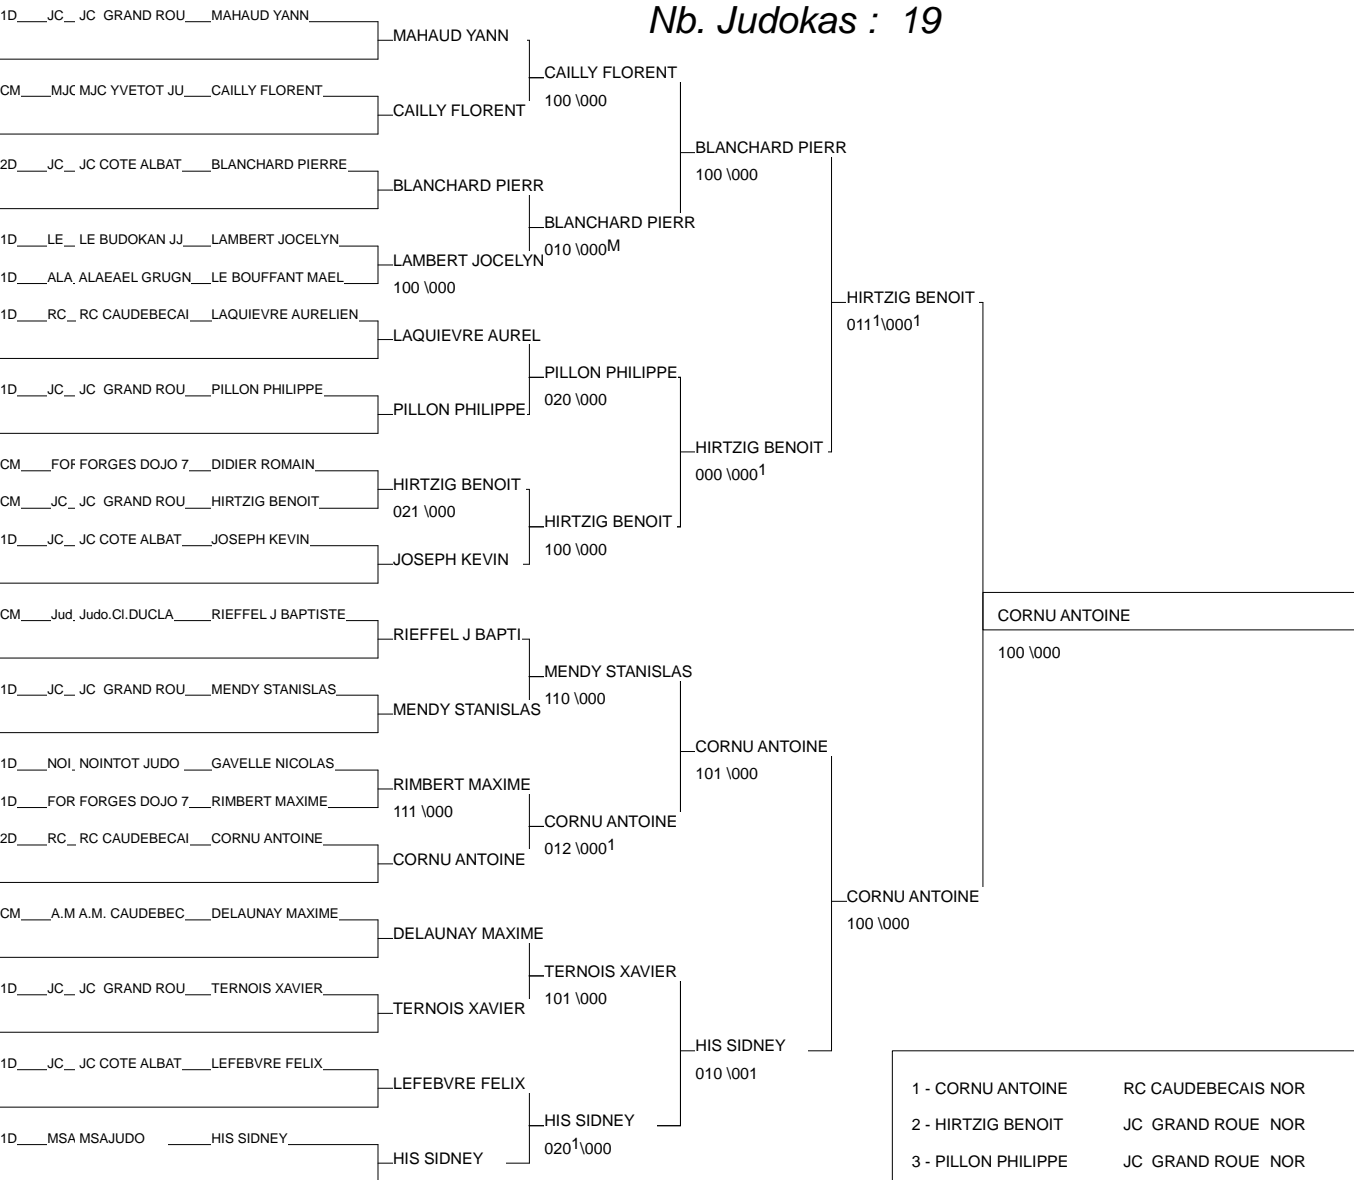 Nb. Judokas : 19
1D JC JC GRAND ROU MAHAUD YANN
MAHAUD YANN
CAILLY FLORENT
100 \000
CM MJC MJC YVETOT JU CAILLY FLORENT
CAILLY FLORENT
BLANCHARD PIERR
100 \000
2D JC JC COTE ALBAT BLANCHARD PIERRE
BLANCHARD PIERR
BLANCHARD PIERR
010 \000M
1D LE LE BUDOKAN JJ LAMBERT JOCELYN
LAMBERT JOCELYN
100 \000
1D ALA ALAEAEL GRUGN LE BOUFFANT MAEL
HIRTZIG BENOIT
0111\0001
1D RC RC CAUDEBECAI LAQUIEVRE AURELIEN
LAQUIEVRE AUREL
PILLON PHILIPPE
020 \000
1D JC JC GRAND ROU PILLON PHILIPPE
PILLON PHILIPPE
HIRTZIG BENOIT
000 \0001
CM FOF FORGES DOJO 7 DIDIER ROMAIN
HIRTZIG BENOIT
021 \000
CM JC JC GRAND ROU HIRTZIG BENOIT
HIRTZIG BENOIT
100 \000
1D JC JC COTE ALBAT JOSEPH KEVIN
JOSEPH KEVIN
CORNU ANTOINE
100 \000
CM Jud Judo.Cl.DUCLA RIEFFEL J BAPTISTE
RIEFFEL J BAPTI
MENDY STANISLAS
110 \000
1D JC JC GRAND ROU MENDY STANISLAS
MENDY STANISLAS
CORNU ANTOINE
101 \000
1D NOI NOINTOT JUDO GAVELLE NICOLAS
RIMBERT MAXIME
111 \000
1D FOR FORGES DOJO 7 RIMBERT MAXIME
CORNU ANTOINE
012 \0001
2D RC RC CAUDEBECAI CORNU ANTOINE
CORNU ANTOINE
CORNU ANTOINE
100 \000
CM A.M A.M. CAUDEBEC DELAUNAY MAXIME
DELAUNAY MAXIME
TERNOIS XAVIER
101 \000
1D JC JC GRAND ROU TERNOIS XAVIER
TERNOIS XAVIER
HIS SIDNEY
010 \001
1D JC JC COTE ALBAT LEFEBVRE FELIX
LEFEBVRE FELIX
HIS SIDNEY
0201\000
1D MSA MSAJUDO HIS SIDNEY
HIS SIDNEY
1 - CORNU ANTOINE RC CAUDEBECAIS NOR
2 - HIRTZIG BENOIT JC GRAND ROUE NOR
3 - PILLON PHILIPPE JC GRAND ROUE NOR